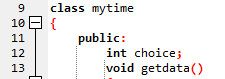 9 class mytime
10 {
11 public:
12 int choice;
13 void getdata()